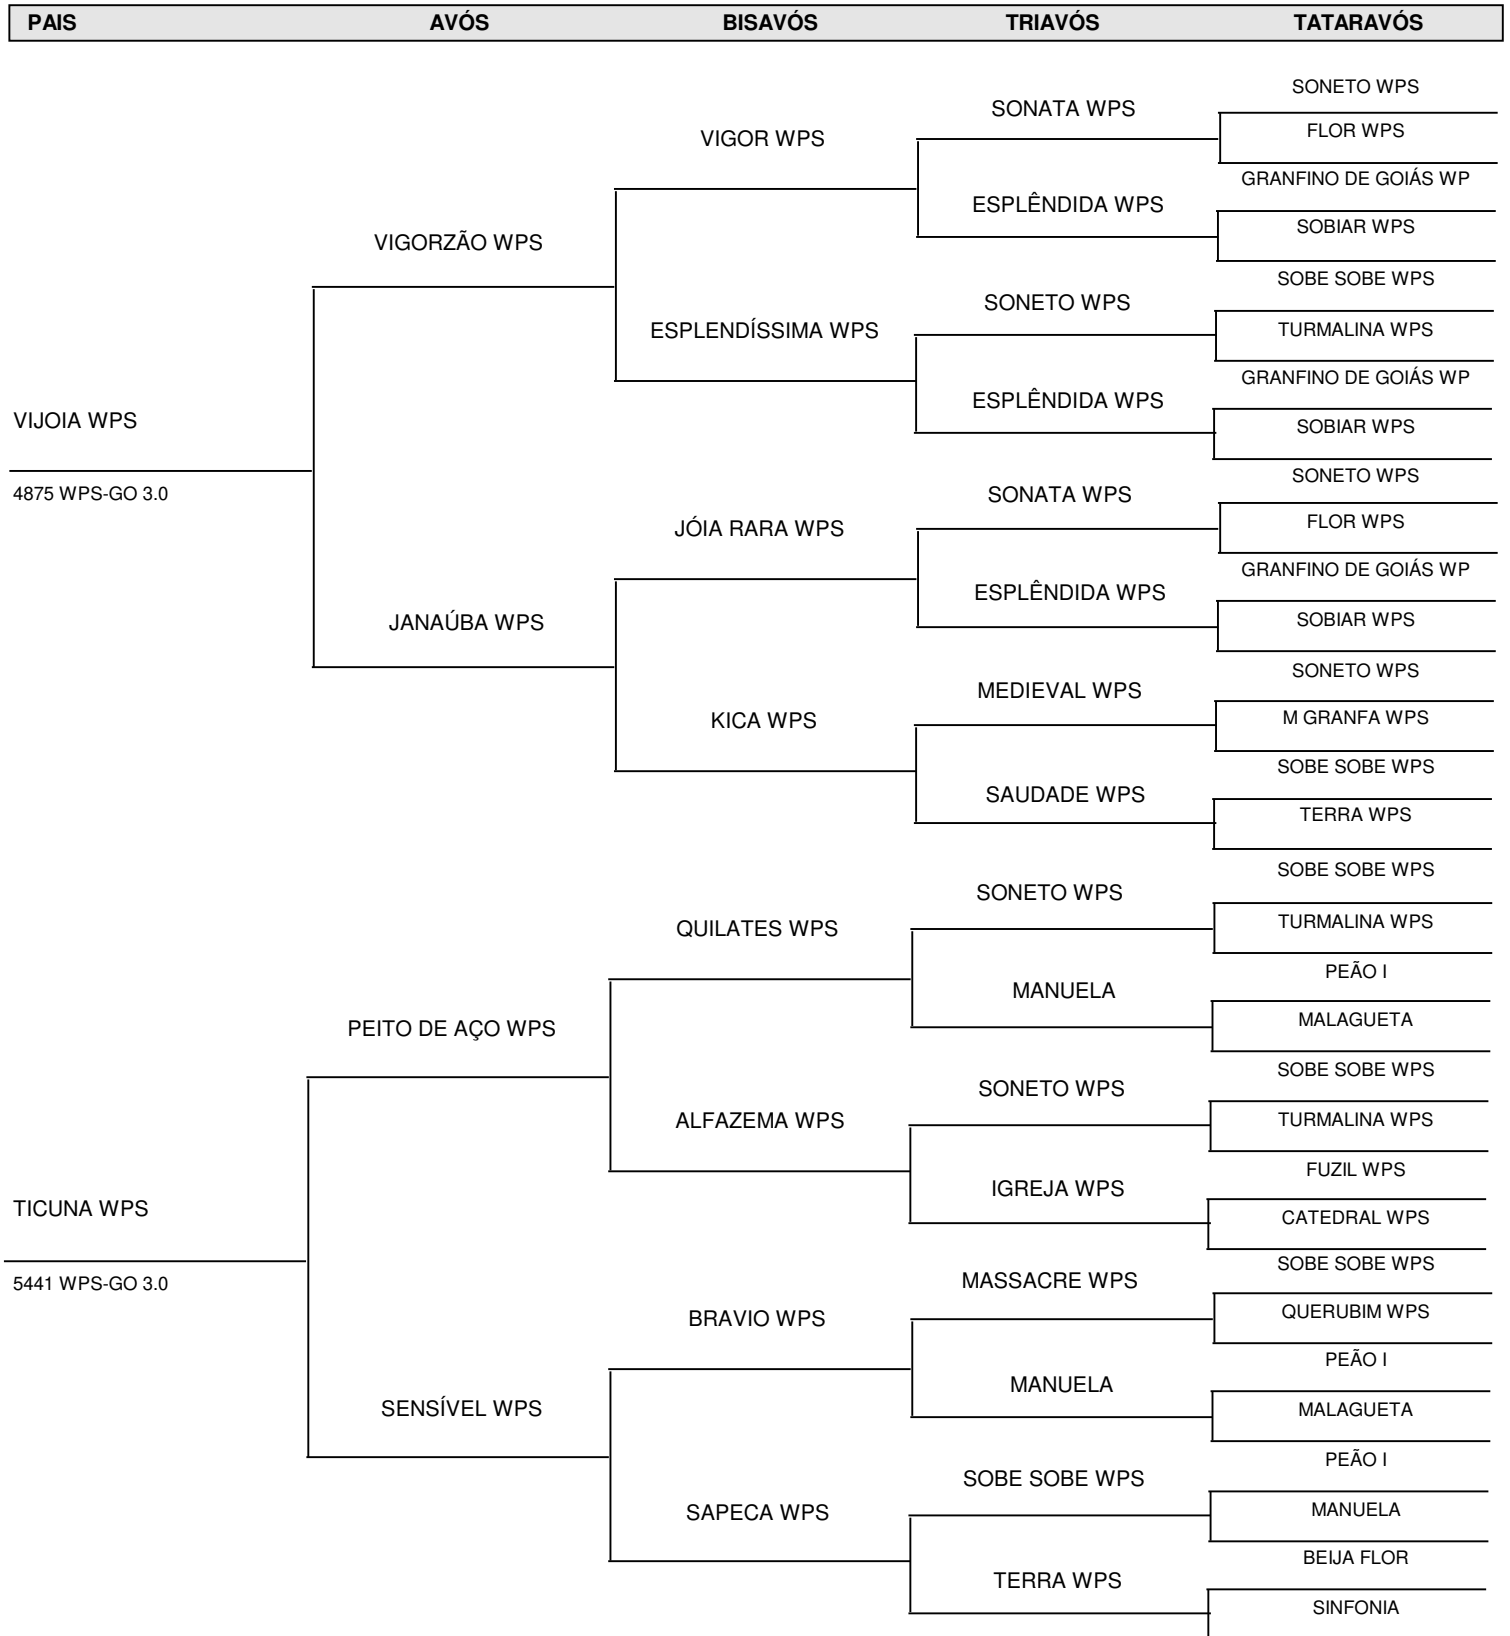 PAIS AVÓS BISAVÓS TRIAVÓS TATARAVÓS
SONETO WPS
SONATA WPS
FLOR WPS
VIGOR WPS
GRANFINO DE GOIÁS WP
ESPLÊNDIDA WPS
SOBIAR WPS
VIGORZÃO WPS
SOBE SOBE WPS
SONETO WPS
TURMALINA WPS
ESPLENDÍSSIMA WPS
GRANFINO DE GOIÁS WP
ESPLÊNDIDA WPS
SOBIAR WPS
VIJOIA WPS
4875 WPS-GO 3.0
SONETO WPS
SONATA WPS
FLOR WPS
JÓIA RARA WPS
GRANFINO DE GOIÁS WP
ESPLÊNDIDA WPS
SOBIAR WPS
JANAÚBA WPS
SONETO WPS
MEDIEVAL WPS
M GRANFA WPS
KICA WPS
SOBE SOBE WPS
SAUDADE WPS
TERRA WPS
SOBE SOBE WPS
SONETO WPS
TURMALINA WPS
QUILATES WPS
PEÃO I
MANUELA
MALAGUETA
PEITO DE AÇO WPS
SOBE SOBE WPS
SONETO WPS
TURMALINA WPS
ALFAZEMA WPS
FUZIL WPS
IGREJA WPS
CATEDRAL WPS
TICUNA WPS
5441 WPS-GO 3.0
SOBE SOBE WPS
MASSACRE WPS
QUERUBIM WPS
BRAVIO WPS
PEÃO I
MANUELA
MALAGUETA
SENSÍVEL WPS
PEÃO I
SOBE SOBE WPS
MANUELA
SAPECA WPS
BEIJA FLOR
TERRA WPS
SINFONIA